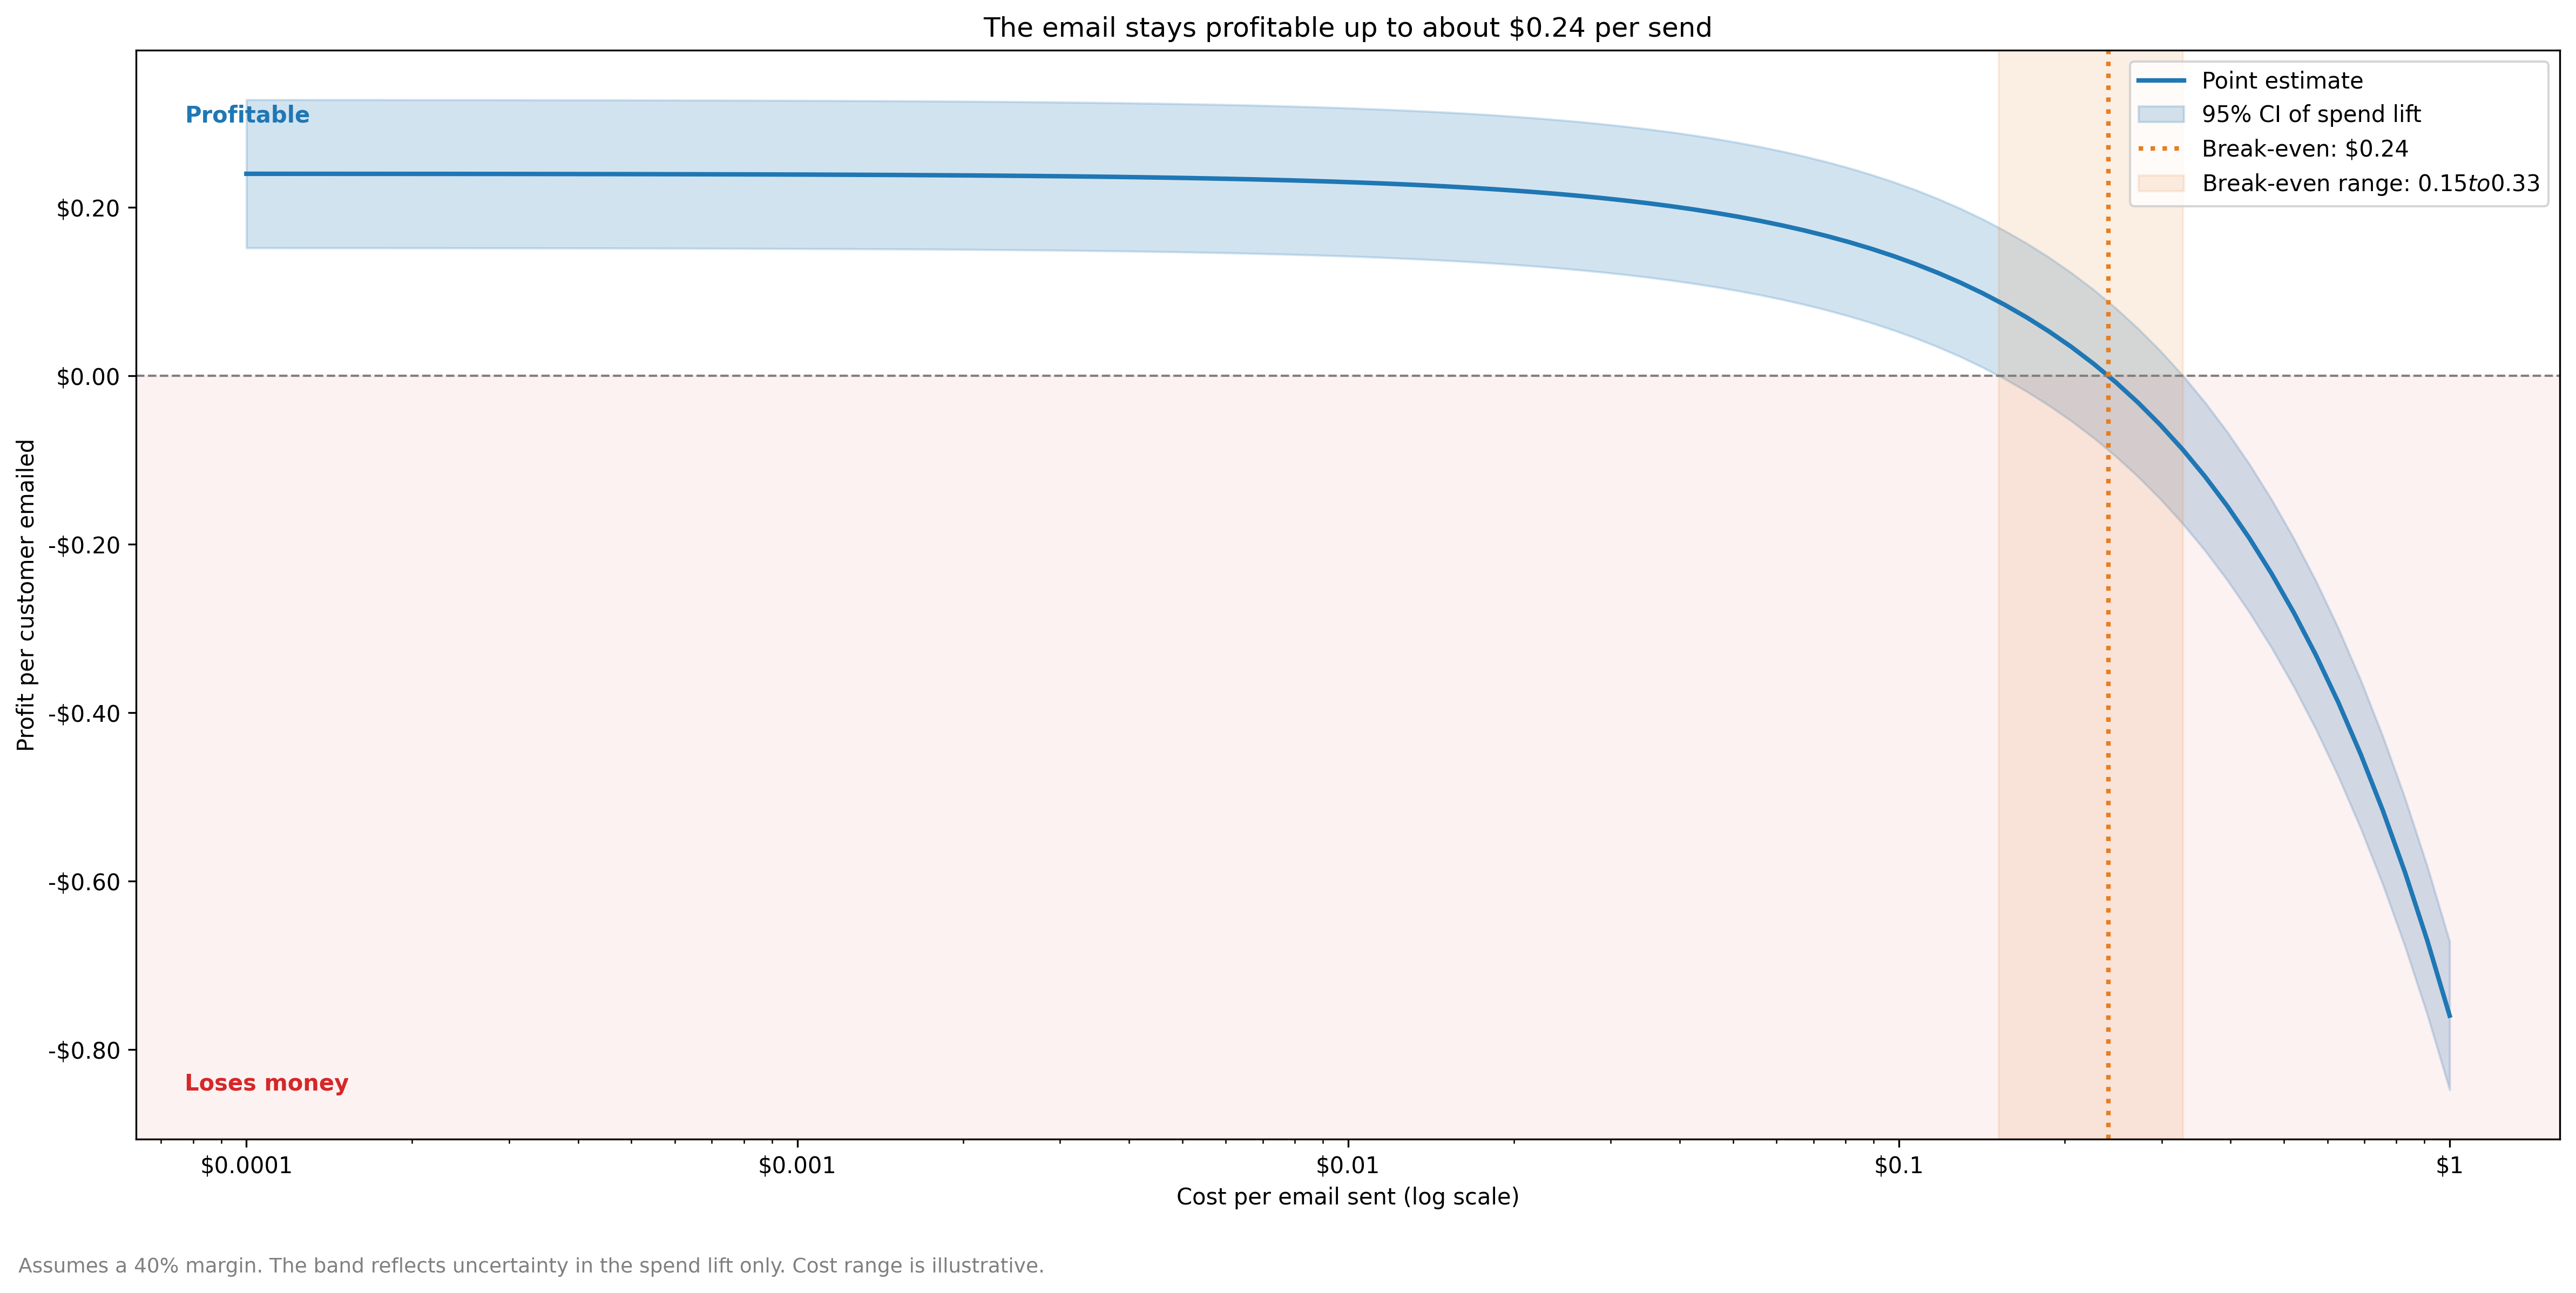 The email stays profitable up to about $0.24 per send
Profitable
Point estimate
95% CI of spend lift
Break-even: $0.24
Break-even range: 0.15to0.33
$0.20
$0.00
-$0.20
-$0.40
-$0.60
-$0.80
Profit per customer emailed
Loses money
$0.0001
$0.001
$0.01
$0.1
$1
Cost per email sent (log scale)
Assumes a 40% margin. The band reflects uncertainty in the spend lift only. Cost range is illustrative.